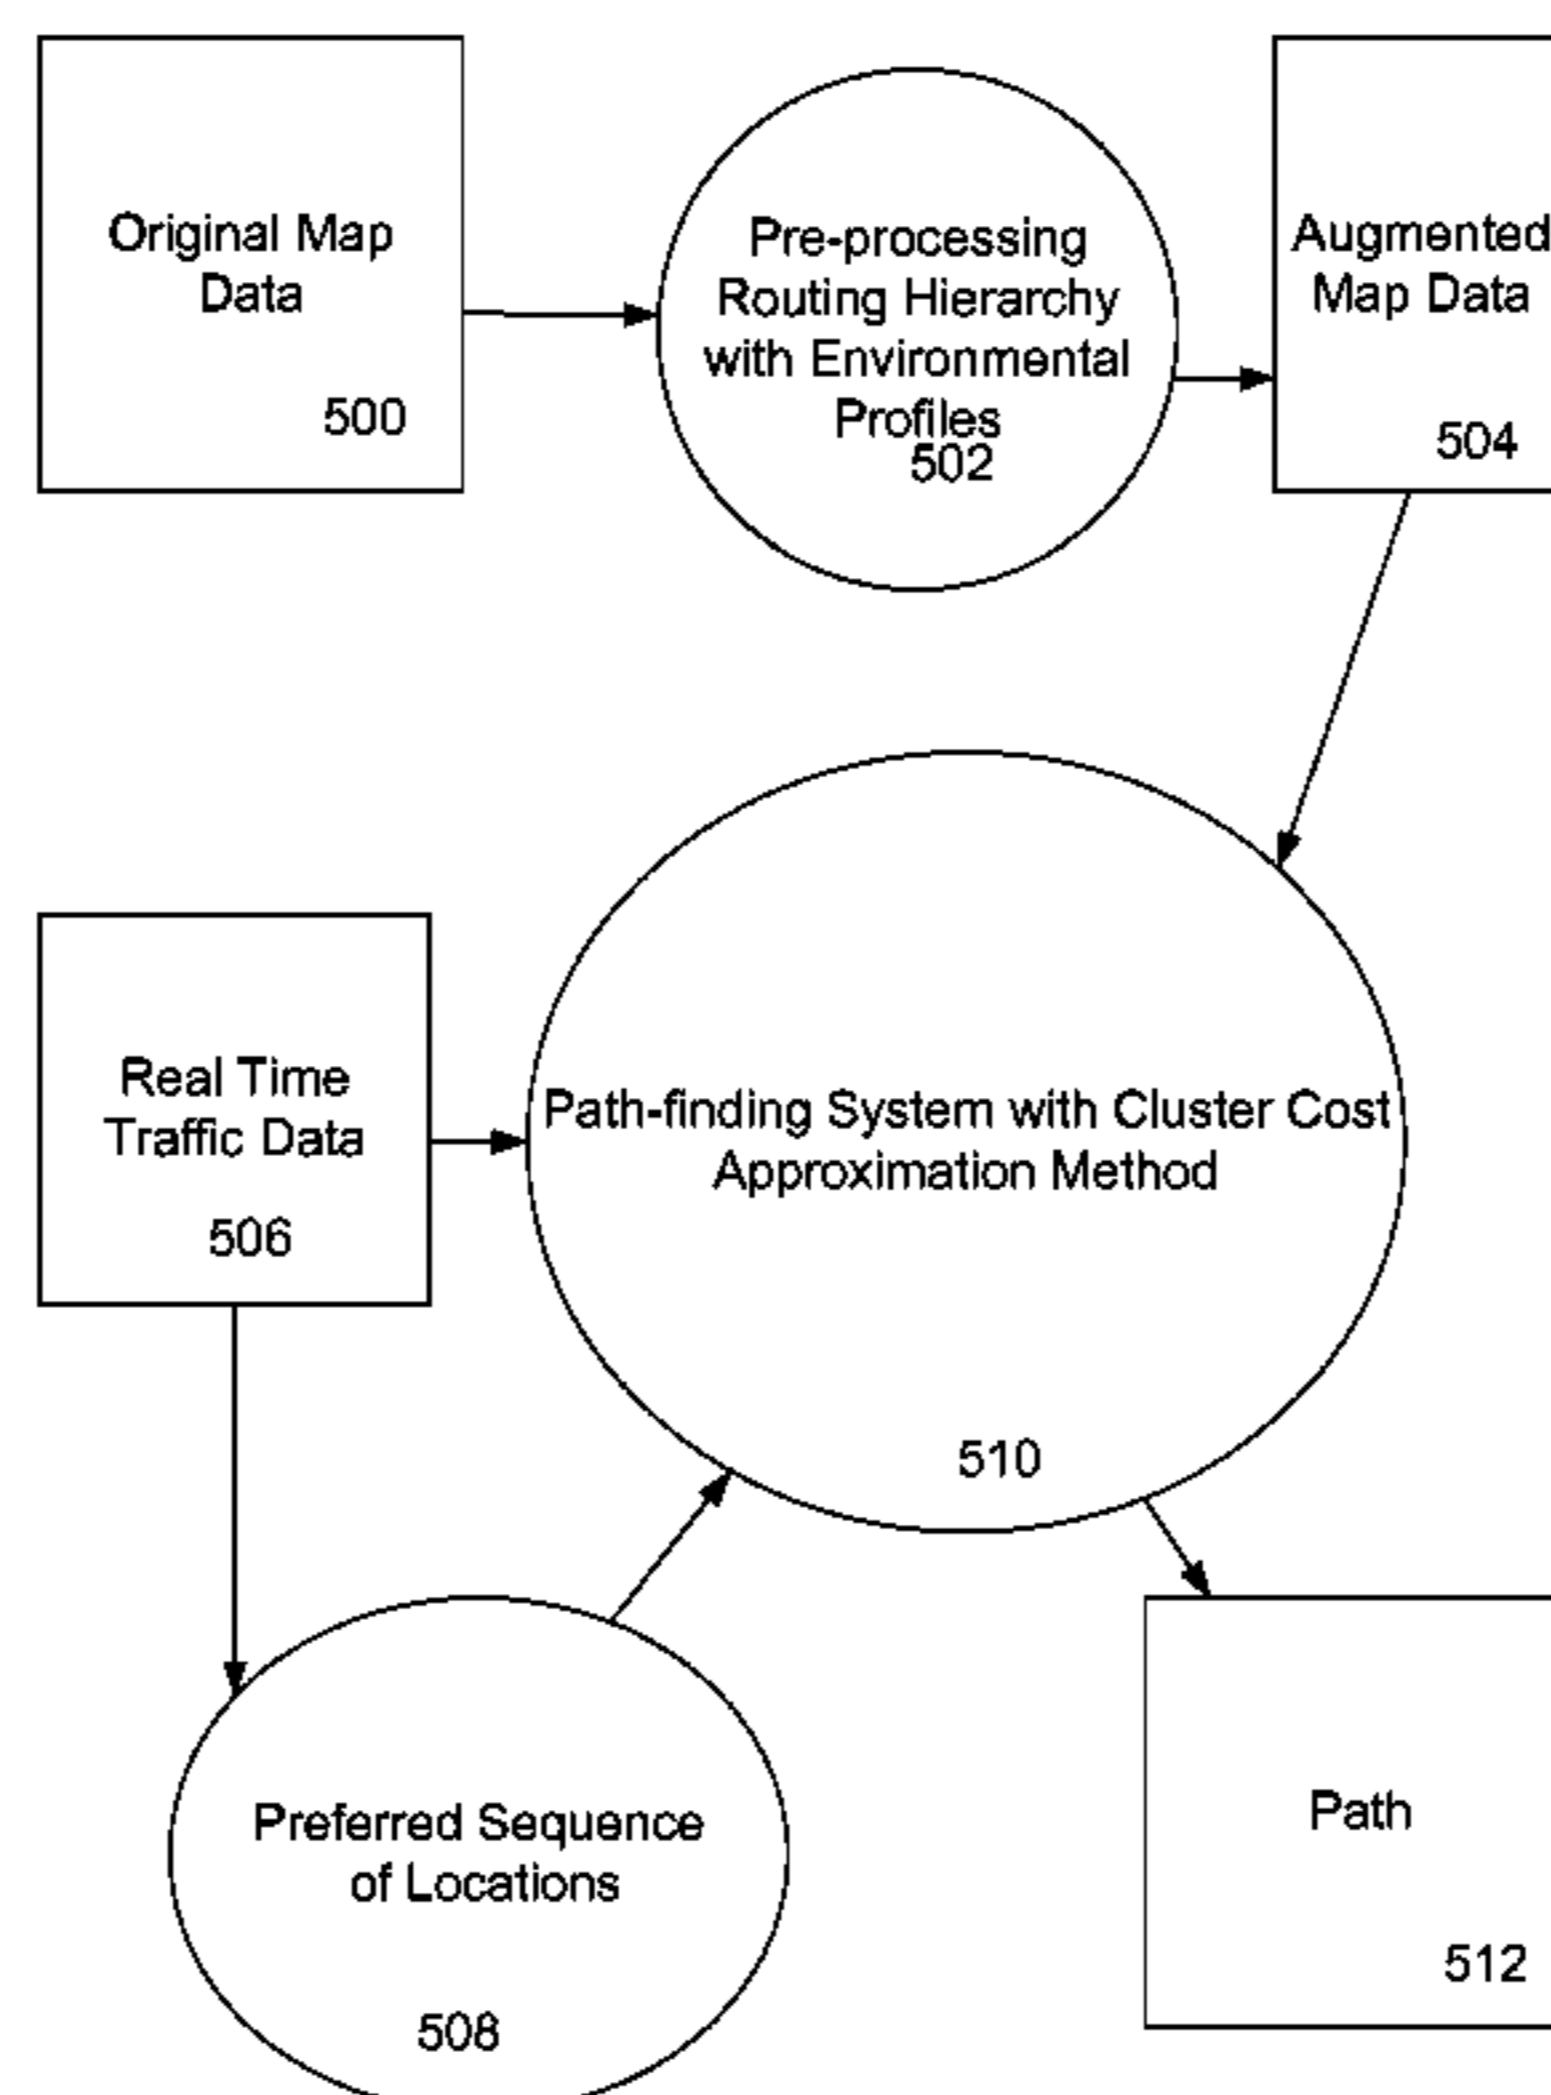 Original Map
Data
500
Pre-processing
Routing Hierarchy
with Environmental
Profiles
502
Augmented
Map Data
504
Real Time
Traffic Data
506
Path-finding System with Cluster Cost
Approximation Method
510
Preferred Sequence
of Locations
508
Path
512